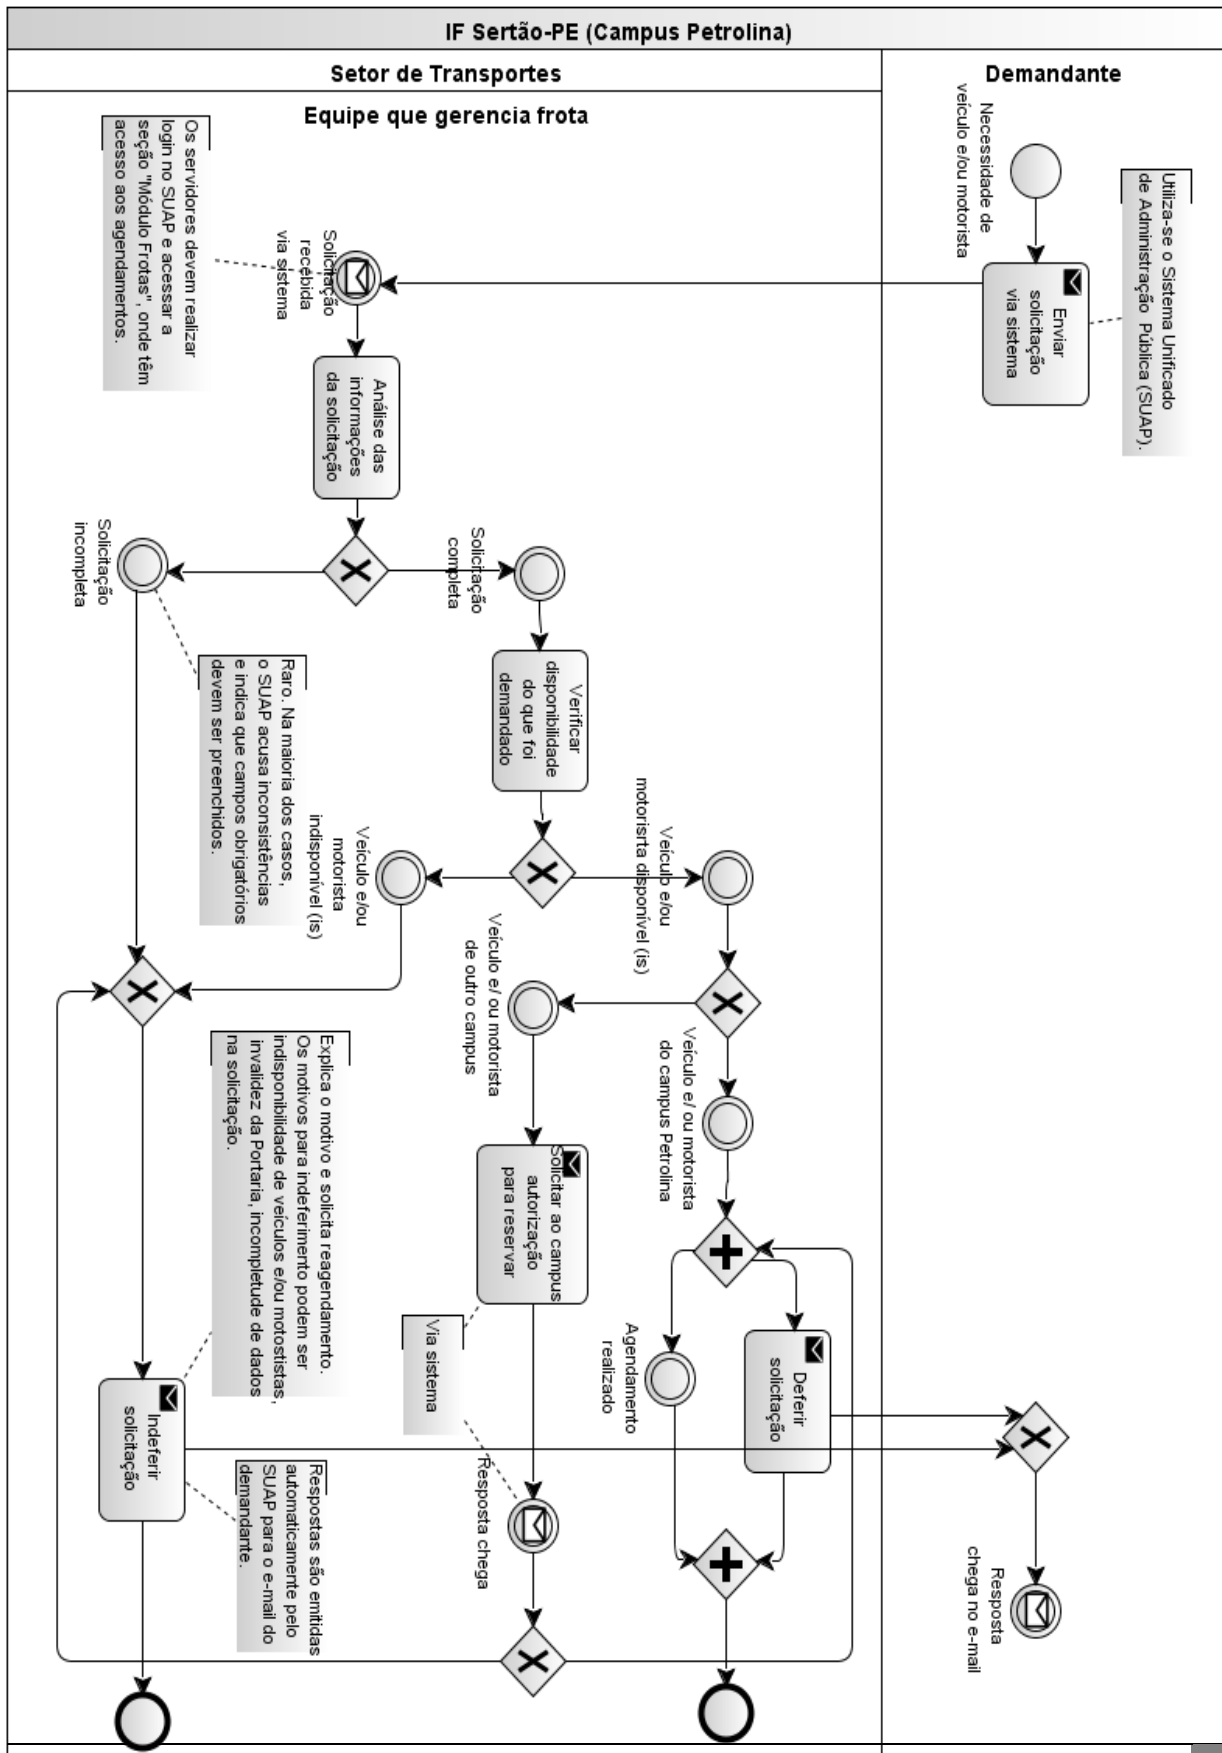 IF Sertão-PE (Campus Petrolina)
Setor de Transportes
Demandante
Equipe que gerencia frota
Necessidade de
veículo e/ou motorista
Utiliza-se o Sistema Unificado
de Administração Pública (SUAP).
Enviar
solicitação
via sistema
Os servidores devem realizar
login no SUAP e acessar a
seção "Módulo Frotas", onde têm
acesso aos agendamentos.
Solicitação
recebida
via sistema
Análise das
informações
da solicitação
Solicitação
incompleta
Solicitação
completa
Raro. Na maioria dos casos,
o SUAP acusa inconsistências
e indica que campos obrigatórios
devem ser preenchidos.
Verificar
disponibilidade
do que foi
demandado
Veículo e/ou
motorista
indisponível (is)
Veículo e/ou
motorisrta disponível (is)
Veículo e/ ou motorista
de outro campus
Veículo e/ ou motorista
do campus Petrolina
Explica o motivo e solicita reagendamento.
Os motivos para indeferimento podem ser
indisponibilidade de veículos e/ou motostistas,
invalidez da Portaria, incompletude de dados
na solicitação.
Solicitar ao campus
autorização
para reservar
Via sistema
Agendamento
realizado
Deferir
solicitação
Indeferir
solicitação
Respostas são emitidas
automaticamente pelo
SUAP para o e-mail do
demandante.
Resposta chega
Resposta
chega no e-mail